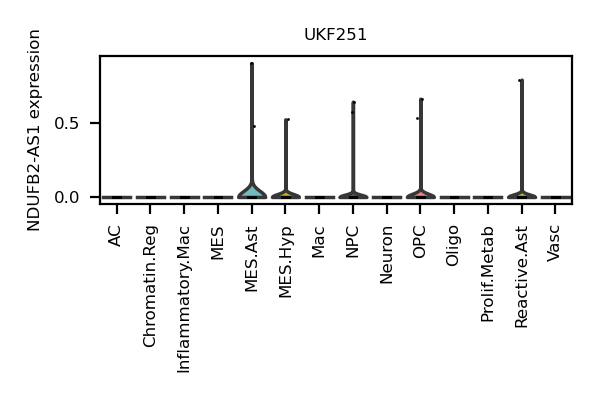 UKF251
NDUFB2-AS1 expression
0.5
0.0
AC
Chromatin.Reg
Inflammatory.Mac
MES
MES.Ast
MES.Hyp
Mac
NPC
Neuron
OPC
Oligo
Prolif.Metab
Reactive.Ast
Vasc